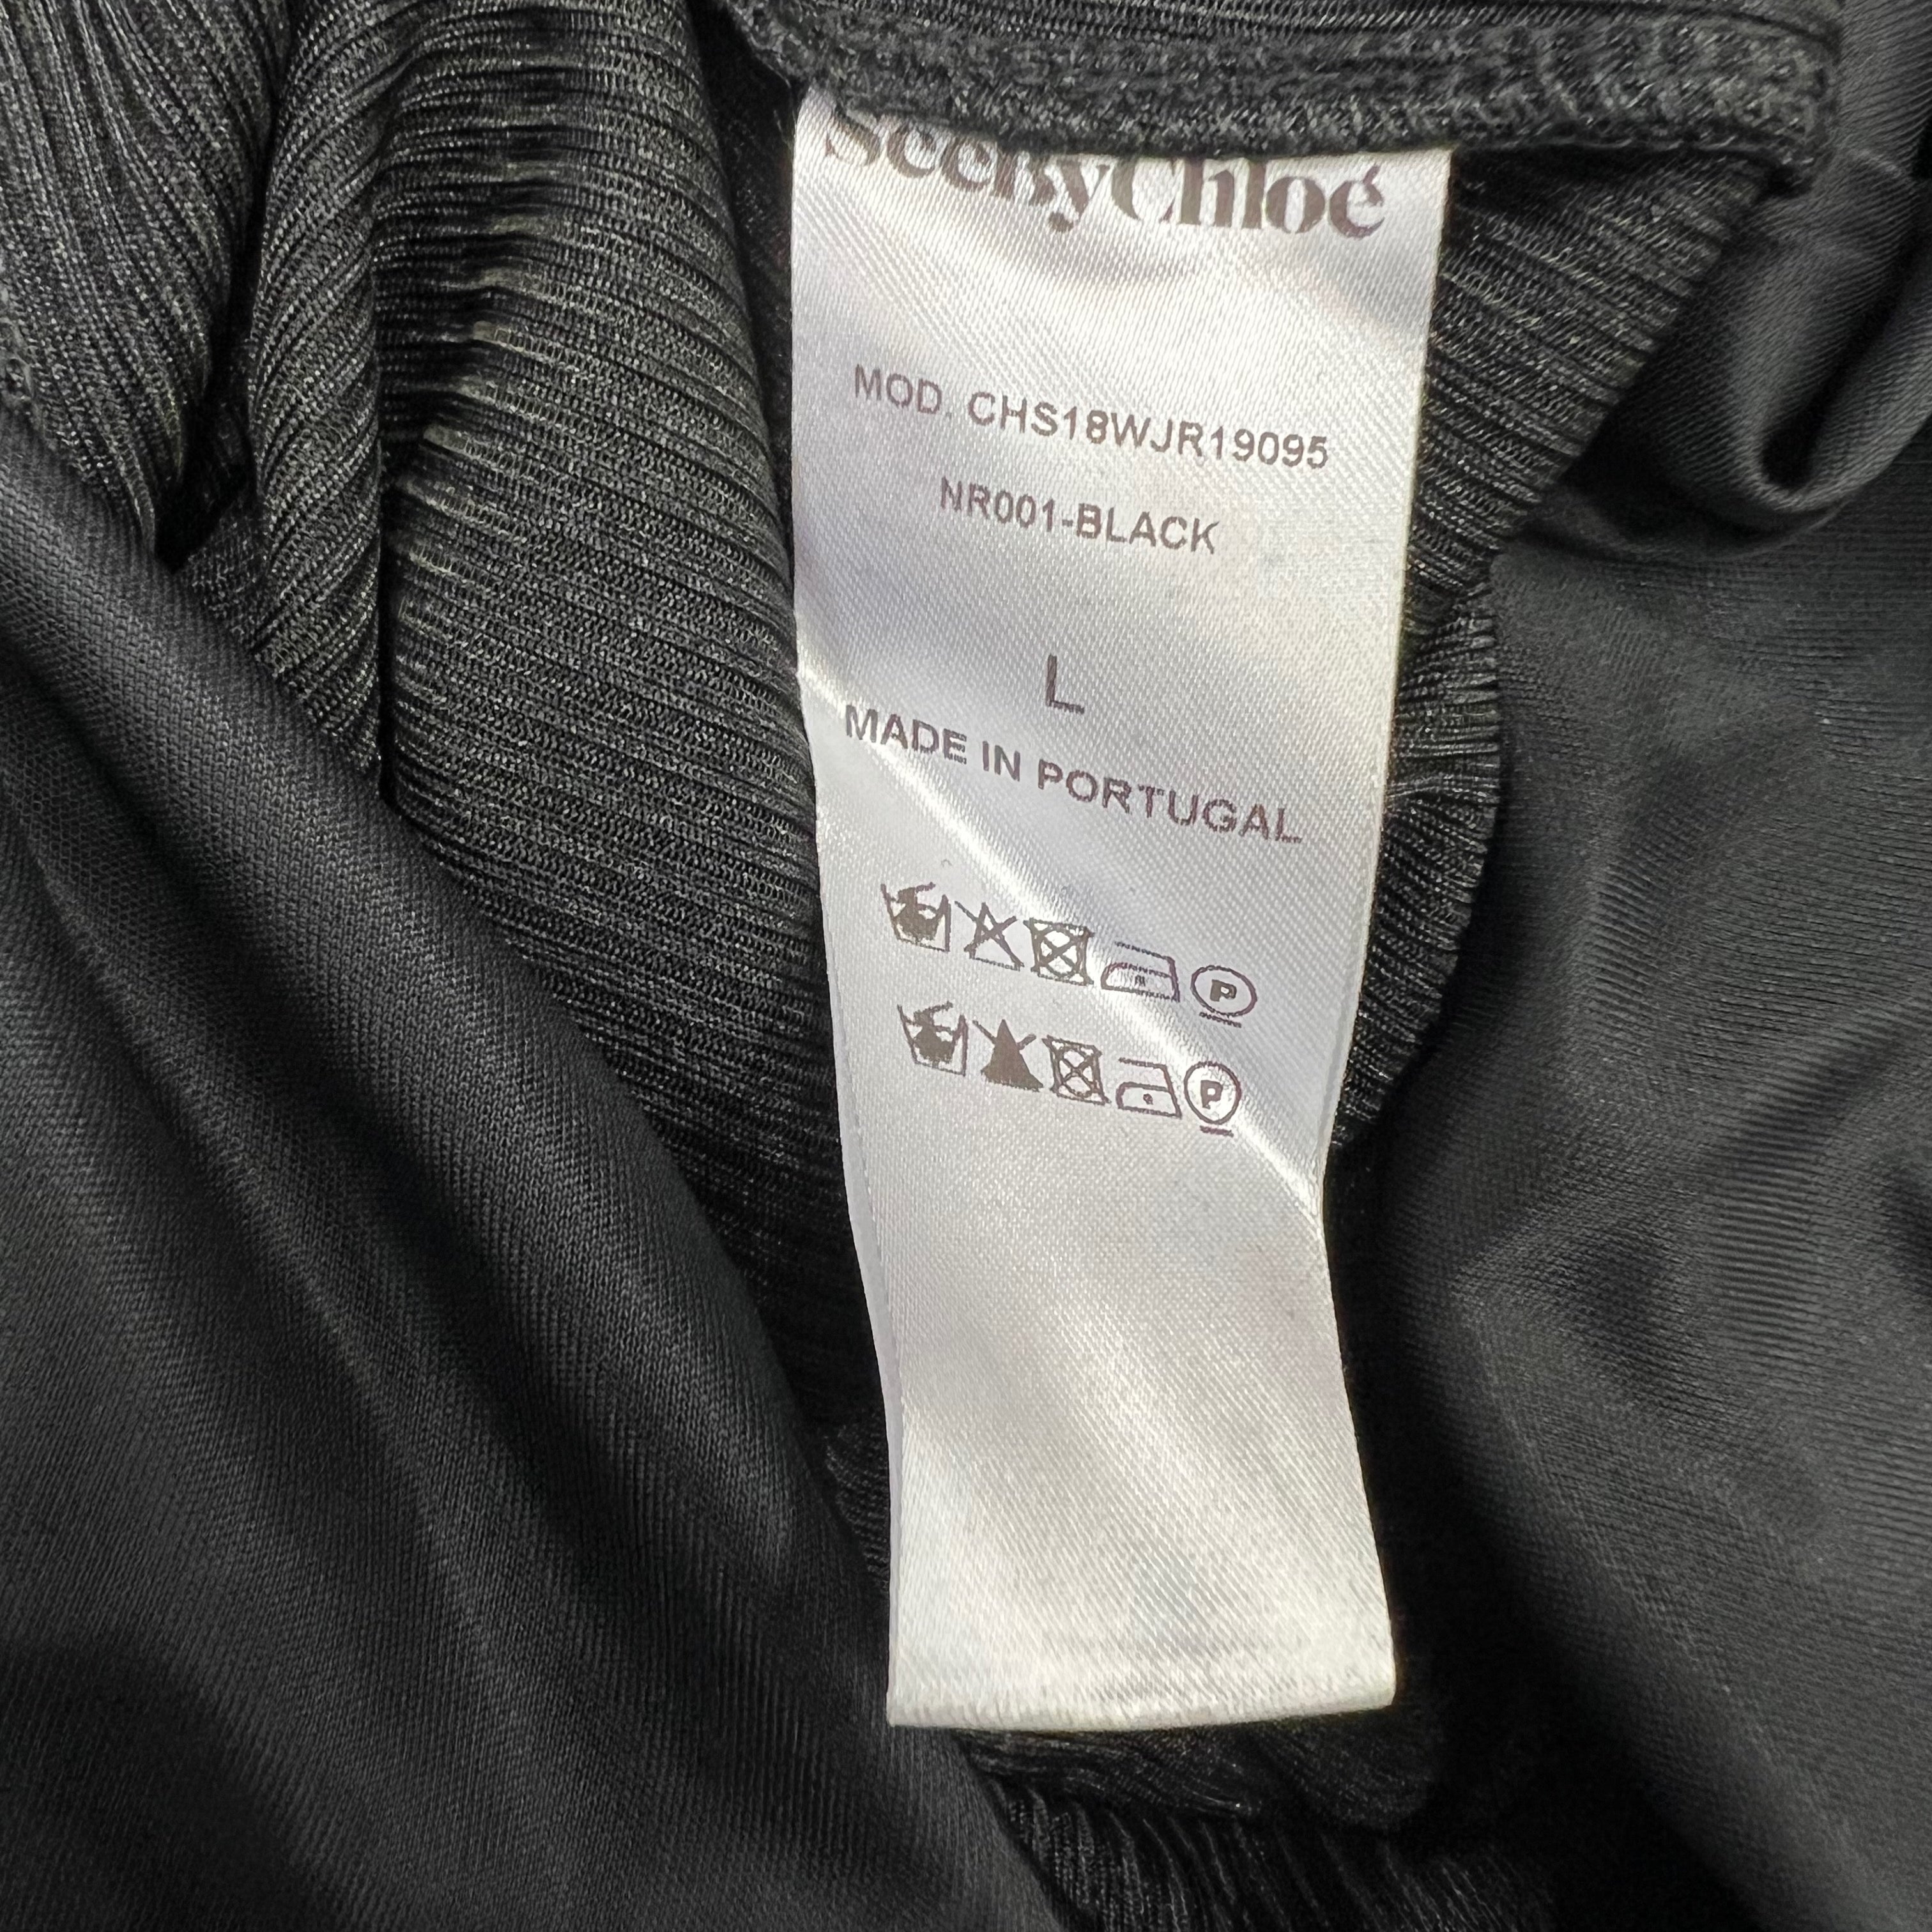 SeeByChloé
MOD. CHS18WJR19095
NR001-BLACK
L
MADE IN PORTUGAL
P
P